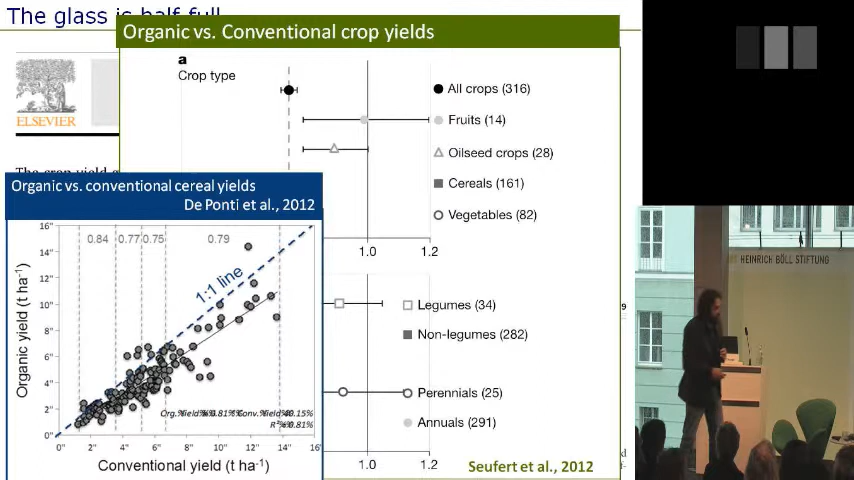 The glass is half full
Organic vs. Conventional crop yields
a
Crop type
All crops (316)
Fruits (14)
Oilseed crops (28)
Cereals (161)
Vegetables (82)
1.0
1.2
Legumes (34)
Non-legumes (282)
Perennials (25)
Annuals (291)
1.0
1.2
Seufert et al., 2012
ELSEVIER
The crop yield
Organic vs. conventional cereal yields
De Ponti et al., 2012
16"
14"
12"
10"
8"
6"
4"
2"
0"
0.84
0.77
0.75
0.79
1:1 line
Organic yield (t ha-1)
0"
2"
4"
6"
8"
10"
12"
14"
16"
Conventional yield (t ha-1)
HEINRICH BÖLL STIFTUNG
9